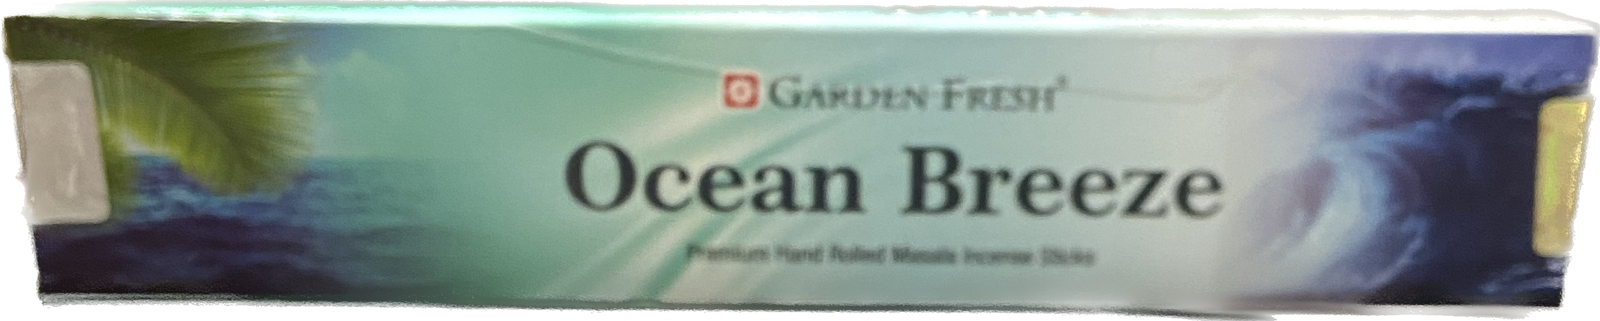 GARDEN FRESH®
Ocean Breeze
Premium Hand Rolled Masala Incense Sticks